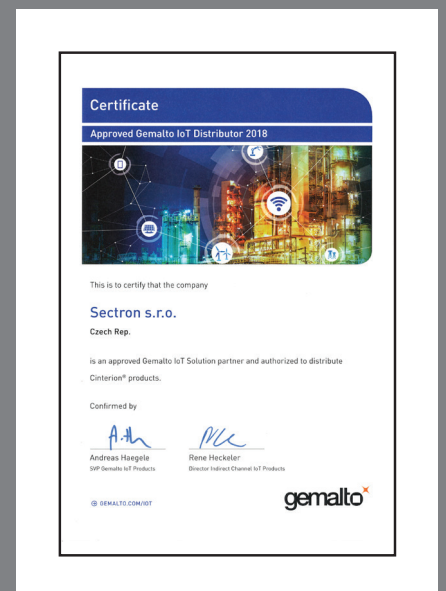 Certificate
Approved Gemalto IoT Distributor 2018
This is to certify that the company
Sectron s.r.o.
Czech Rep.
is an approved Gemalto IoT Solution partner and authorized to distribute
Cinterion® products.
Confirmed by
Andreas Haegele Rene Heckeler
SVP Gemalto IoT Products Director Indirect Channel IoT Products
GEMALTO.COM/IOT
gemalto